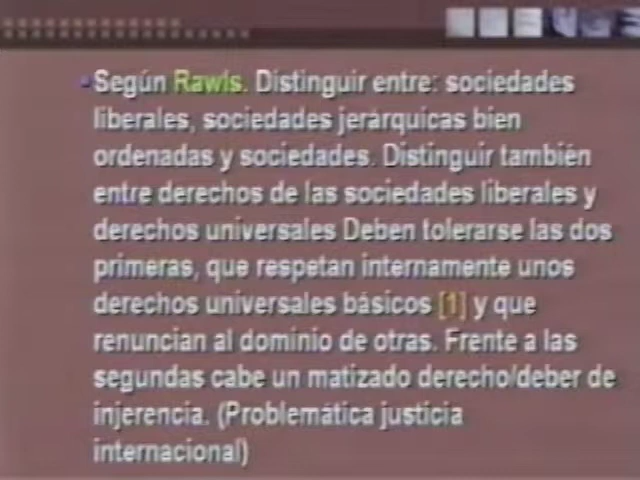 Según Rawls. Distinguir entre: sociedades
liberales, sociedades jerárquicas bien
ordenadas y sociedades. Distinguir también
entre derechos de las sociedades liberales y
derechos universales Deben tolerarse las dos
primeras, que respetan internamente unos
derechos universales básicos [1] y que
renuncian al dominio de otras. Frente a las
segundas cabe un matizado derecho/deber de
injerencia. (Problemática justicia
internacional)